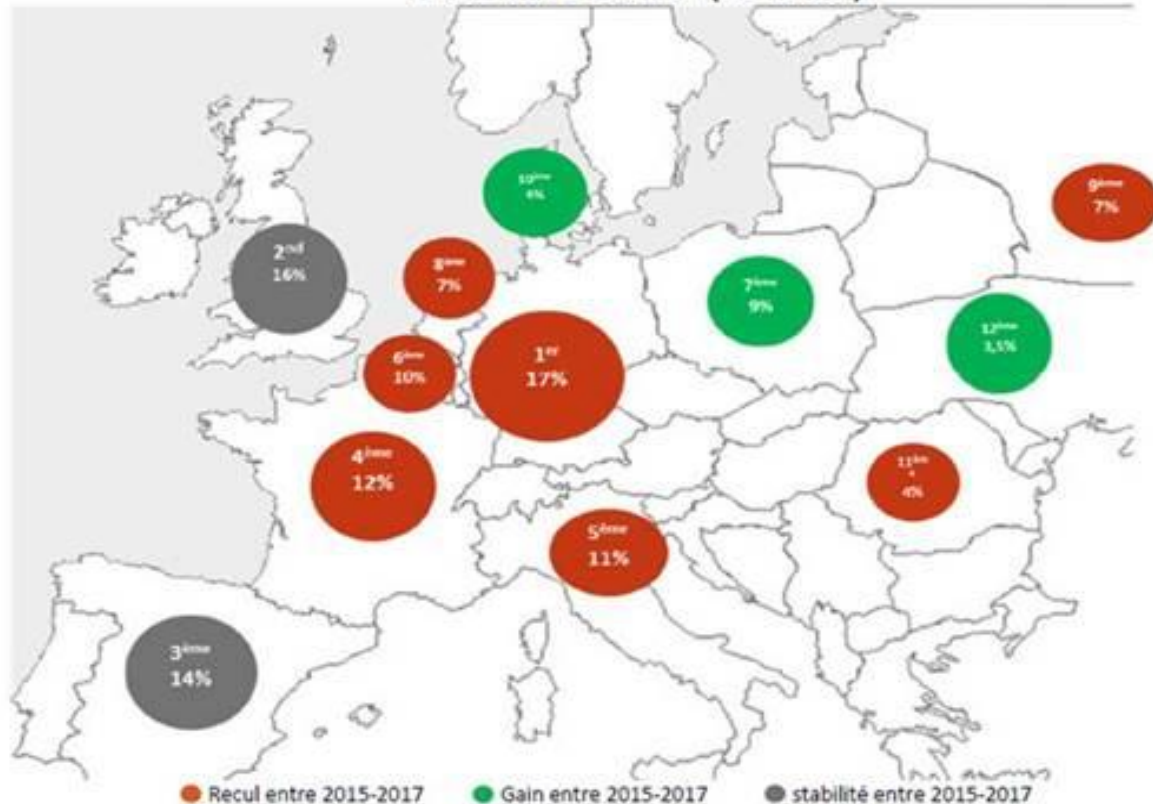 10ème
4%
9ème
7%
2nd
16%
8ème
7%
7ème
9%
12ème
3,5%
6ème
10%
1er
17%
4ème
12%
11èm
e
4%
5ème
11%
3ème
14%
Recul entre 2015-2017
Gain entre 2015-2017
stabilité entre 2015-2017